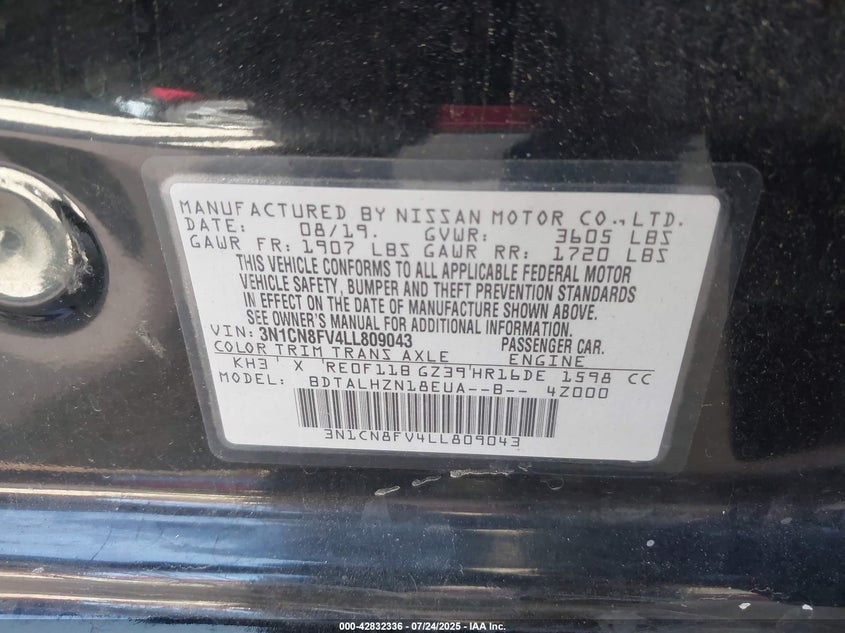 MANUFACTURED BY NISSAN MOTOR CO.,LTD.
DATE: 08/19. GVWR: 3605 LBS
GAWR FR: 1907 LBS GAWR RR: 1720 LBS
THIS VEHICLE CONFORMS TO ALL APPLICABLE FEDERAL MOTOR
VEHICLE SAFETY, BUMPER AND THEFT PREVENTION STANDARDS
IN EFFECT ON THE DATE OF MANUFACTURE SHOWN ABOVE.
SEE OWNER'S MANUAL FOR ADDITIONAL INFORMATION.
VIN: 3N1CN8FV4LL809043 PASSENGER CAR.
COLOR TRIM TRANS AXLE ENGINE
KH3 X RE0F11B GZ39 HR16DE 1598 CC
MODEL: BDTALHZN18EUA--B-- 4Z000
3N1CN8FV4LL809043
000-42832336 - 07/24/2025 - IAA Inc.